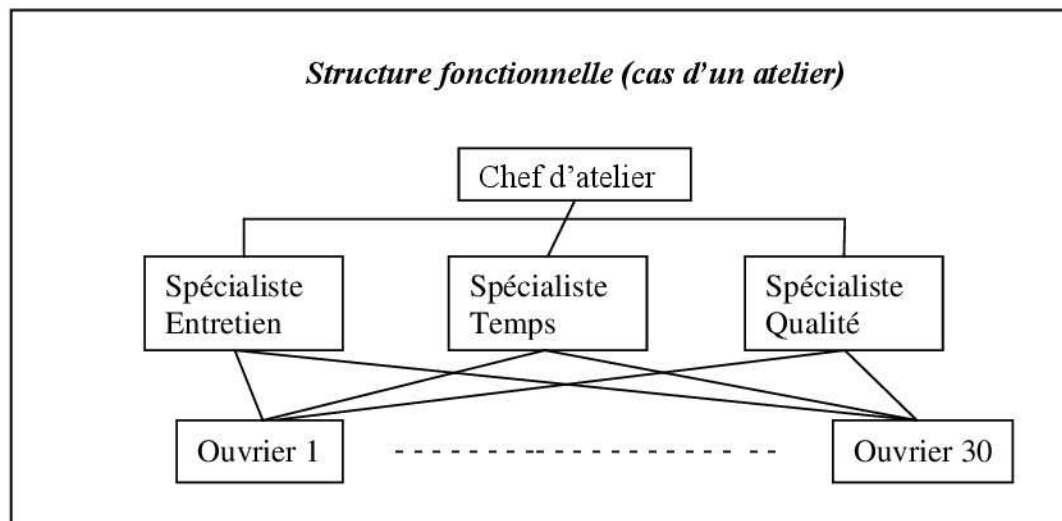 Structure fonctionnelle (cas d'un atelier)
Chef d'atelier
Spécialiste
Entretien
Spécialiste
Temps
Spécialiste
Qualité
Ouvrier 1
Ouvrier 30